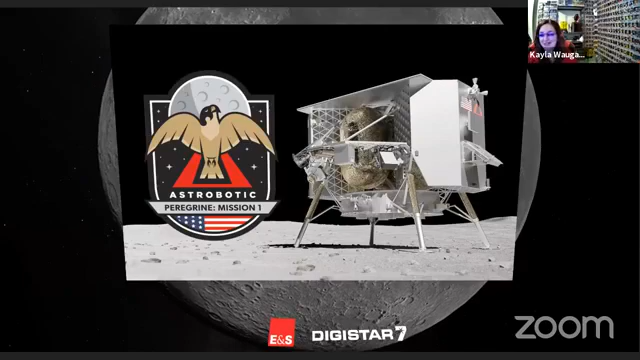 Kayla Wauga...
ASTROBOTIC
PEREGRINE: MISSION 1
E&S
DIGISTAR 7
zoom